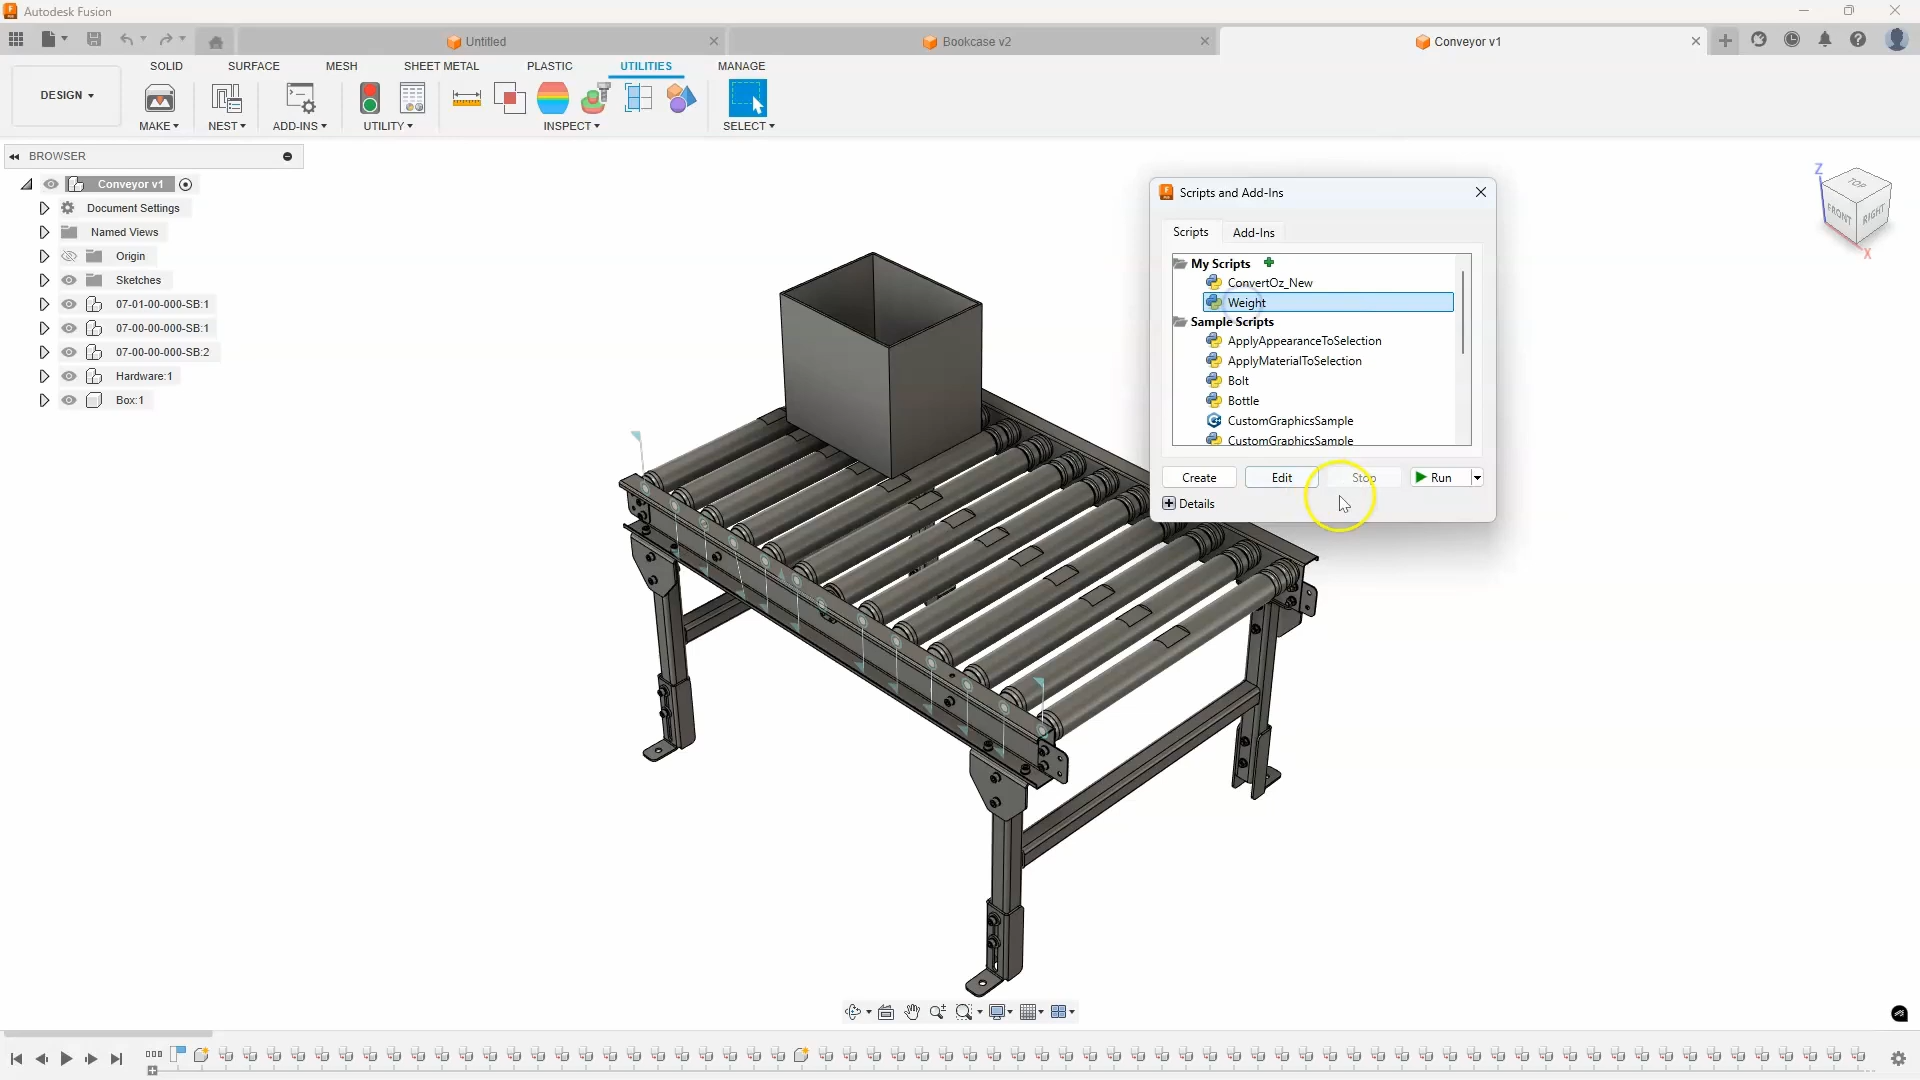 Autodesk Fusion
Untitled
Bookcase v2
Conveyor v1
DESIGN
SOLID
SURFACE
MESH
SHEET METAL
PLASTIC
UTILITIES
MANAGE
MAKE
NEST
ADD-INS
UTILITY
INSPECT
SELECT
BROWSER
Conveyor v1
Document Settings
Named Views
Origin
Sketches
07-01-00-000-SB:1
07-00-00-000-SB:1
07-00-00-000-SB:2
Hardware:1
Box:1
Scripts and Add-Ins
Scripts
Add-Ins
My Scripts
ConvertOz_New
Weight
Sample Scripts
ApplyAppearanceToSelection
ApplyMaterialToSelection
Bolt
Bottle
CustomGraphicsSample
CustomGraphicsSample
Create
Edit
Stop
Run
Details
Z
TOP
FRONT
RIGHT
X